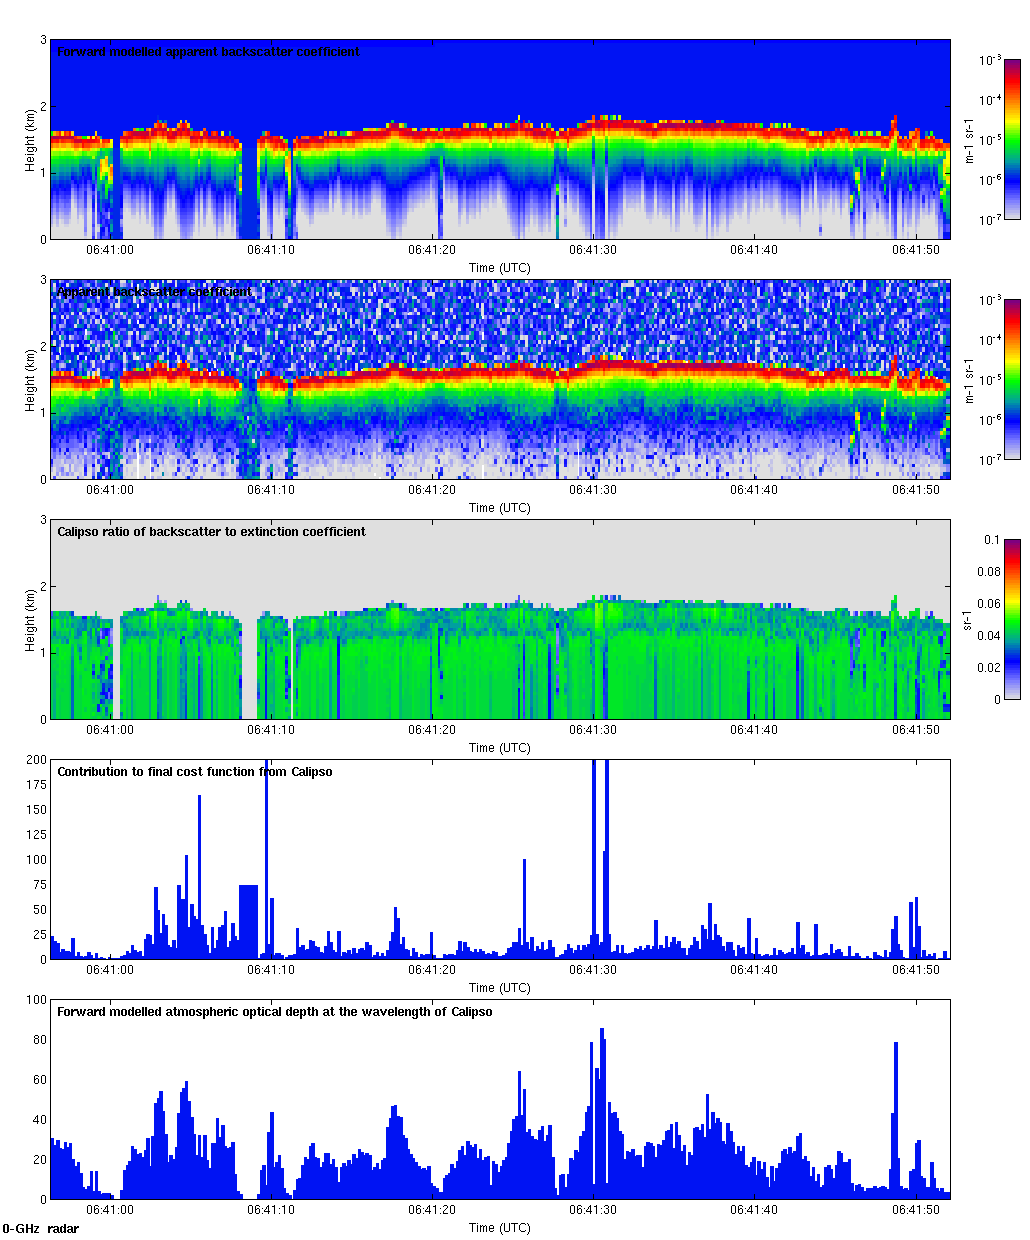 3
Forward modelled apparent backscatter coefficient
2
1
0
Height (km)
06:41:00 06:41:10 06:41:20 06:41:30 06:41:40 06:41:50
Time (UTC)
10-3
10-4
10-5
10-6
10-7
m-1 sr-1
3
Apparent backscatter coefficient
2
1
0
Height (km)
06:41:00 06:41:10 06:41:20 06:41:30 06:41:40 06:41:50
Time (UTC)
10-3
10-4
10-5
10-6
10-7
m-1 sr-1
3
Calipso ratio of backscatter to extinction coefficient
2
1
0
Height (km)
06:41:00 06:41:10 06:41:20 06:41:30 06:41:40 06:41:50
Time (UTC)
0.1
0.08
0.06
0.04
0.02
0
sr-1
200
Contribution to final cost function from Calipso
175
150
125
100
75
50
25
0
06:41:00 06:41:10 06:41:20 06:41:30 06:41:40 06:41:50
Time (UTC)
100
Forward modelled atmospheric optical depth at the wavelength of Calipso
80
60
40
20
0
06:41:00 06:41:10 06:41:20 06:41:30 06:41:40 06:41:50
Time (UTC)
0-GHz radar